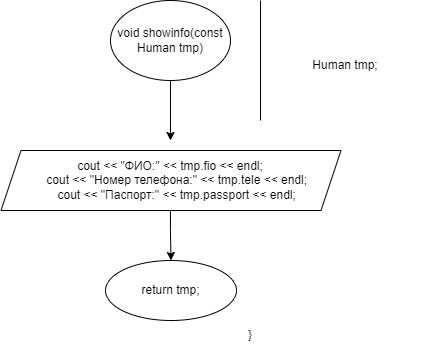 void showinfo(const
Human tmp)
Human tmp;
cout << "ФИО:" << tmp.fio << endl;
cout << "Номер телефона:" << tmp.tele << endl;
cout << "Паспорт:" << tmp.passport << endl;
return tmp;
}